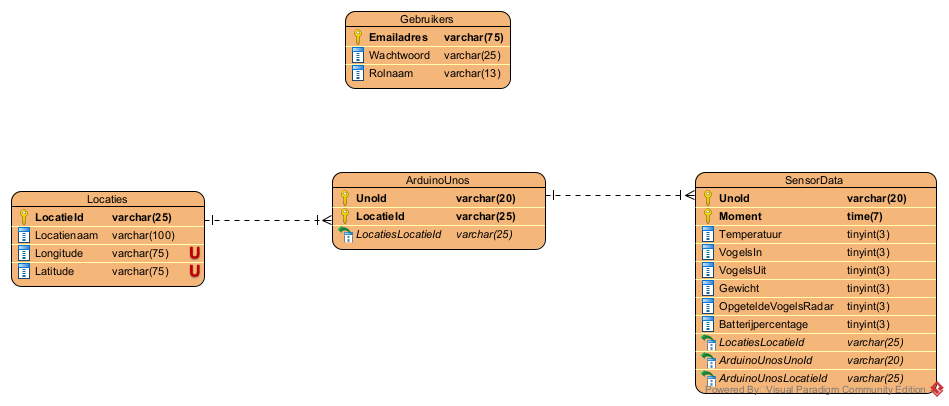 Gebruikers
Emailadres varchar(75)
Wachtwoord varchar(25)
Rolnaam varchar(13)
Locaties
LocatieId varchar(25)
Locatienaam varchar(100)
Longitude varchar(75) U
Latitude varchar(75) U
ArduinoUnos
UnoId varchar(20)
LocatieId varchar(25)
LocatiesLocatieId varchar(25)
SensorData
UnoId varchar(20)
Moment time(7)
Temperatuur tinyint(3)
VogelsIn tinyint(3)
VogelsUit tinyint(3)
Gewicht tinyint(3)
OpgeteldeVogelsRadar tinyint(3)
Batterijpercentage tinyint(3)
LocatiesLocatieId varchar(25)
ArduinoUnosUnoId varchar(20)
ArduinoUnosLocatieId varchar(25)
Powered By: Visual Paradigm Community Edition